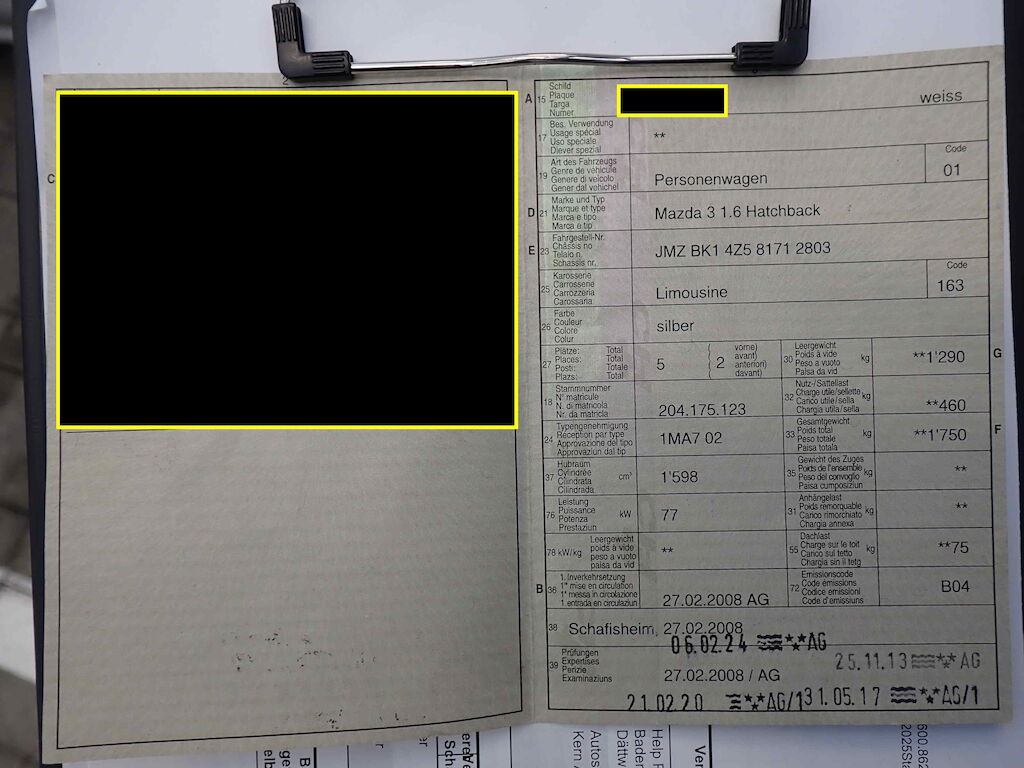 C
A 15 Schild
Plaque
Targa
Numer
weiss
17 Bes. Verwendung
Usage spécial
Uso speciale
Diever spezial
**
19 Art des Fahrzeugs
Genre de véhicule
Genere di veicolo
Gener dal vohichel
Personenwagen
Code
01
D 21 Marke und Typ
Marque et type
Marca e tipo
Marca e tip
Mazda 3 1.6 Hatchback
E 23 Fahrgestell-Nr.
Châssis no
Telaio n.
Schassis nr.
JMZ BK1 4Z5 8171 2803
25 Karosserie
Carrosserie
Carrozzeria
Carossaria
Limousine
Code
163
26 Farbe
Couleur
Colore
Colur
silber
27 Plätze: Total
Places: Total
Posti: Totale
Plazs: Total
5
2
vorne)
avant)
anteriori)
davant)
30 Leergewicht
Poids à vide
Peso a vuoto
Paisa da vid
kg
**1'290 G
18 Stammnummer
N° matricule
N. di matricola
Nr. da matricla
204.175.123
32 Nutz-/Sattellast
Charge utile/sellette
Carico utile/sella
Chargia utila/sella
kg
**460
24 Typengenehmigung
Réception par type
Approvazione del tipo
Approvaziun dal tip
1MA7 02
33 Gesamtgewicht
Poids total
Peso totale
Paisa totala
kg
**1'750 F
37 Hubraum
Cylindrée
Cilindrata
Cilindrada
cm³
1'598
35 Gewicht des Zuges
Poids de l'ensemble
Peso del convoglio
Paisa cumposiziun
kg
**
76 Leistung
Puissance
Potenza
Prestaziun
kW
77
31 Anhängelast
Poids remorquable
Carico rimorchiato
Chargia annexa
kg
**
78 kW/kg Leergewicht
poids à vide
peso a vuoto
paisa da vid
**
55 Dachlast
Charge sur le toit
Carico sul tetto
Chargia sin il tetg
kg
**75
B 36 1. Inverkehrsetzung
1re mise en circulation
1a messa in circolazione
1. entrada en circulaziun
27.02.2008 AG
72 Emissionscode
Code émissions
Codice emissioni
Code d'emissiuns
B04
38 Schafisheim, 27.02.2008
06.02.24 AG
39 Prüfungen
Expertises
Perizie
Examinaziuns
27.02.2008 / AG
25.11.13 AG
21.02.20 AG/1
31.05.17 AG/1
Help
Baden
Dättw
Autos
Kern
600.862